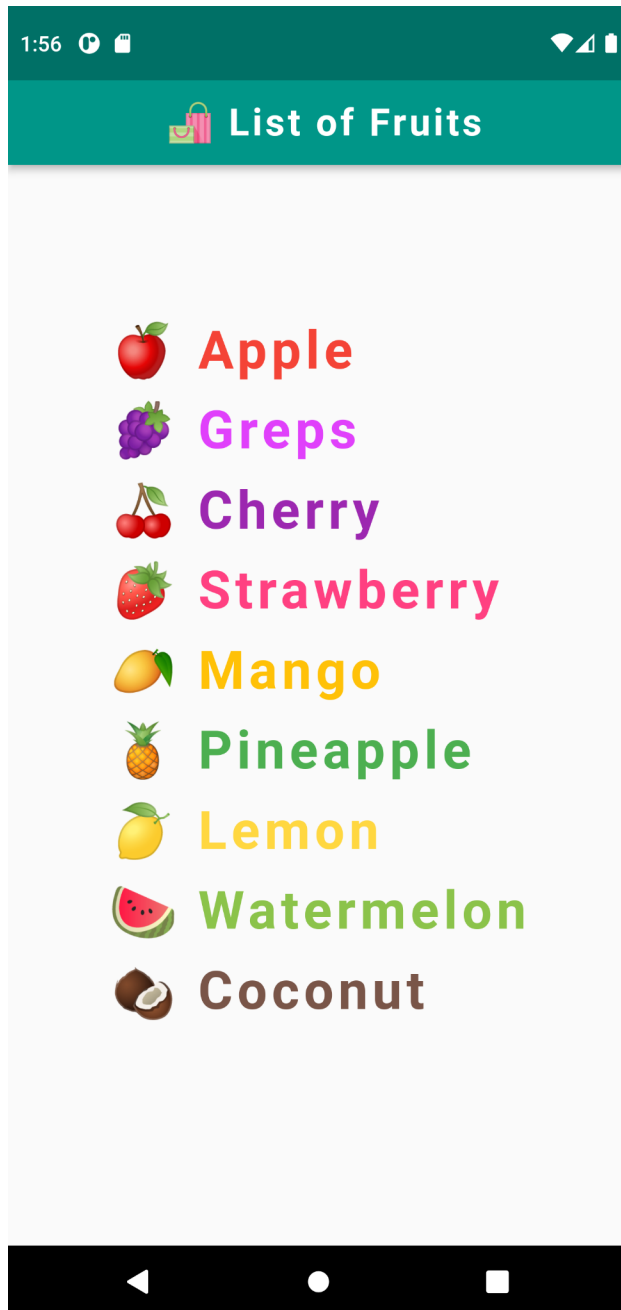 1:56
List of Fruits
Apple
Greps
Cherry
Strawberry
Mango
Pineapple
Lemon
Watermelon
Coconut